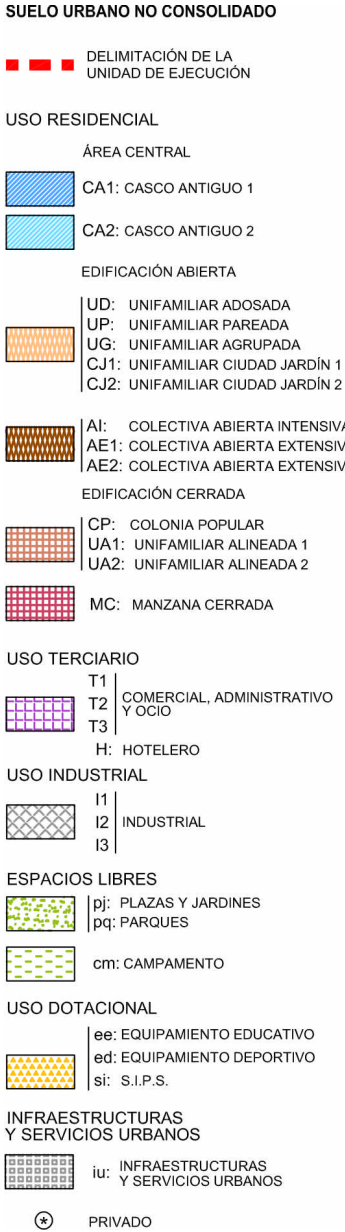 SUELO URBANO NO CONSOLIDADO
DELIMITACIÓN DE LA
UNIDAD DE EJECUCIÓN
USO RESIDENCIAL
ÁREA CENTRAL
CA1: CASCO ANTIGUO 1
CA2: CASCO ANTIGUO 2
EDIFICACIÓN ABIERTA
UD: UNIFAMILIAR ADOSADA
UP: UNIFAMILIAR PAREADA
UG: UNIFAMILIAR AGRUPADA
CJ1: UNIFAMILIAR CIUDAD JARDÍN 1
CJ2: UNIFAMILIAR CIUDAD JARDÍN 2
AI: COLECTIVA ABIERTA INTENSIVA
AE1: COLECTIVA ABIERTA EXTENSIV
AE2: COLECTIVA ABIERTA EXTENSIV
EDIFICACIÓN CERRADA
CP: COLONIA POPULAR
UA1: UNIFAMILIAR ALINEADA 1
UA2: UNIFAMILIAR ALINEADA 2
MC: MANZANA CERRADA
USO TERCIARIO
T1
T2
T3
COMERCIAL, ADMINISTRATIVO
Y OCIO
H: HOTELERO
USO INDUSTRIAL
I1
I2 INDUSTRIAL
I3
ESPACIOS LIBRES
pj: PLAZAS Y JARDINES
pq: PARQUES
cm: CAMPAMENTO
USO DOTACIONAL
ee: EQUIPAMIENTO EDUCATIVO
ed: EQUIPAMIENTO DEPORTIVO
si: S.I.P.S.
INFRAESTRUCTURAS
Y SERVICIOS URBANOS
iu: INFRAESTRUCTURAS
Y SERVICIOS URBANOS
* PRIVADO